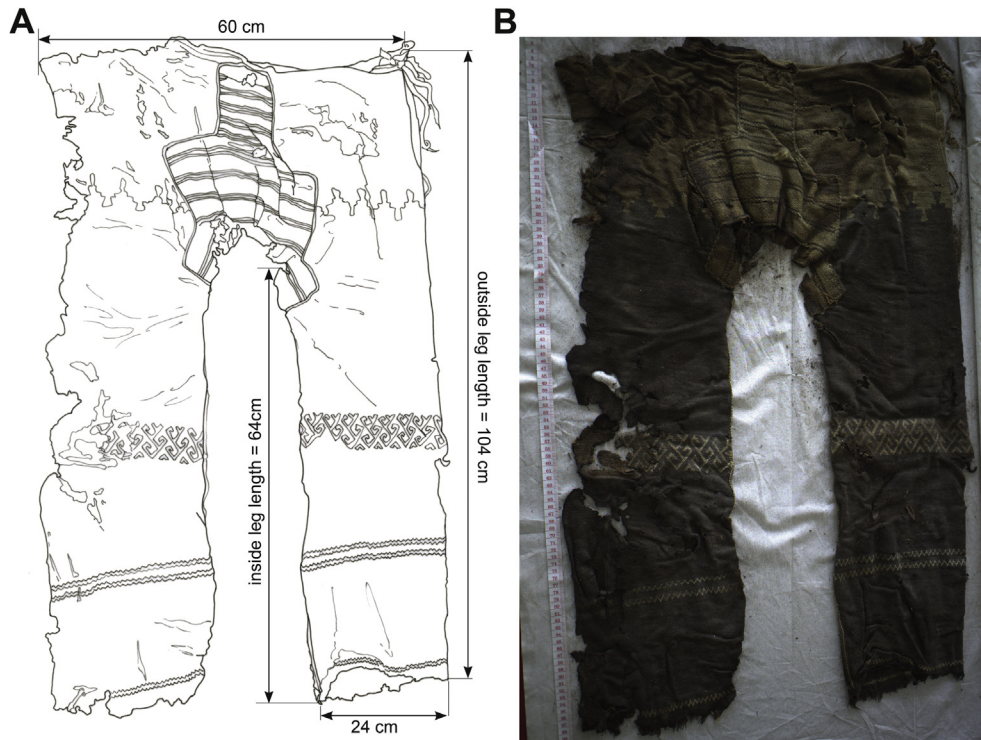 A
60 cm
B
outside leg length = 104 cm
inside leg length = 64cm
24 cm